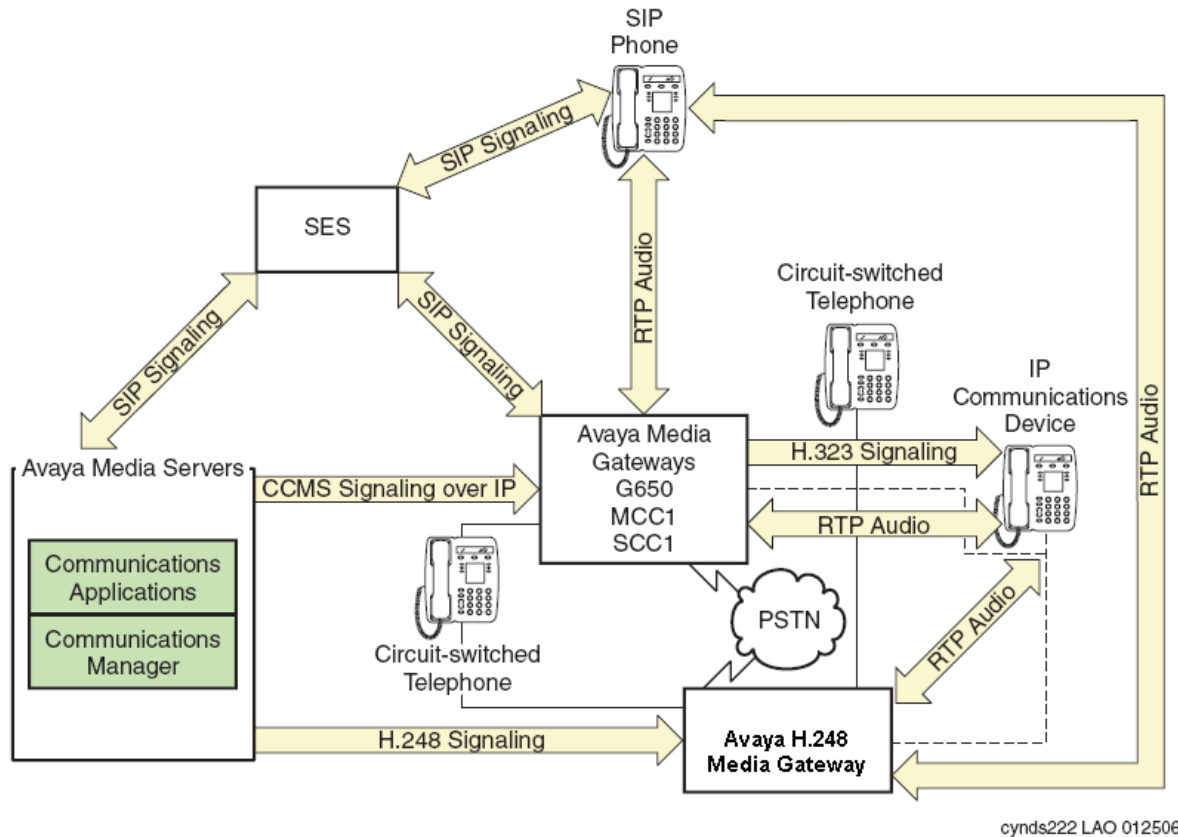 SIP
Phone
SIP Signaling
SES
RTP Audio
Circuit-switched
Telephone
SIP Signaling
SIP Signaling
IP
Communications
Device
RTP Audio
Avaya Media Servers
Avaya Media
Gateways
G650
MCC1
SCC1
H.323 Signaling
CCMS Signaling over IP
RTP Audio
Communications
Applications
Communications
Manager
PSTN
RTP Audio
Circuit-switched
Telephone
H.248 Signaling
Avaya H.248
Media Gateway
cynds222 LAO 012506